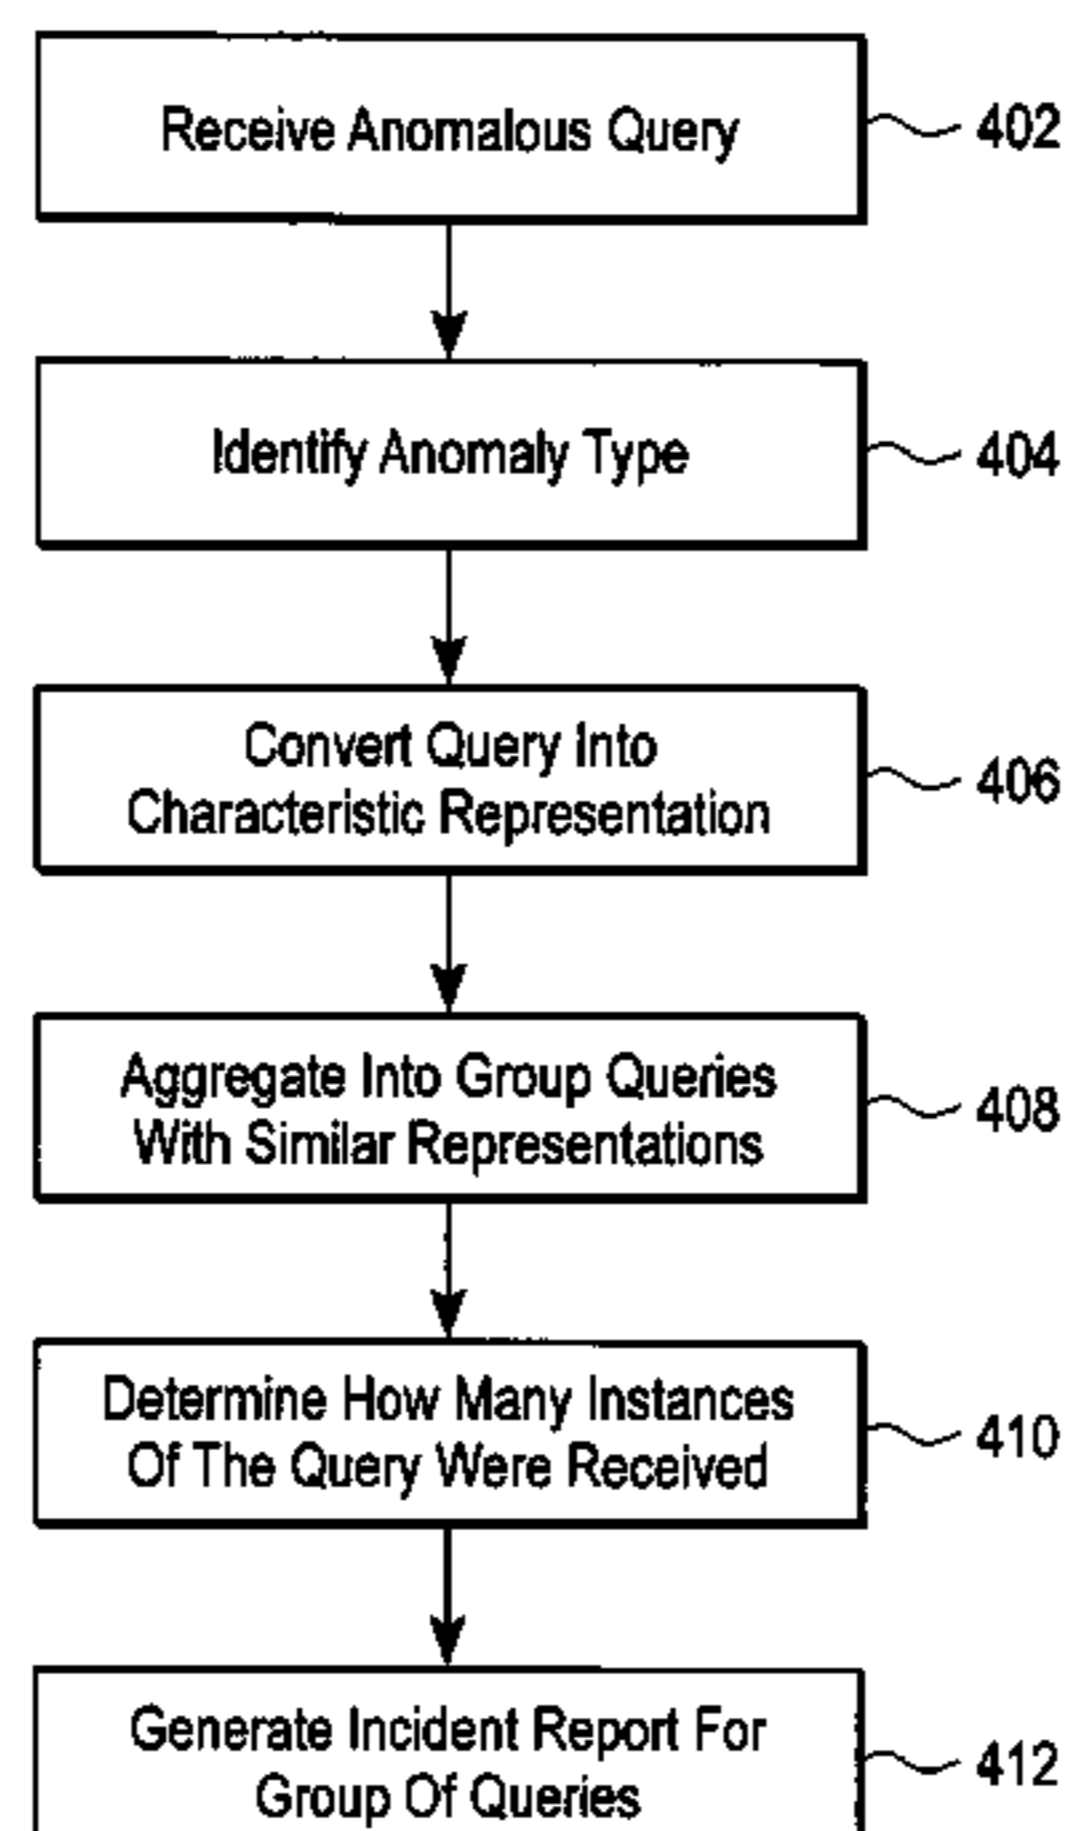 Receive Anomalous Query
402
Identify Anomaly Type
404
Convert Query Into
Characteristic Representation
406
Aggregate Into Group Queries
With Similar Representations
408
Determine How Many Instances
Of The Query Were Received
410
Generate Incident Report For
Group Of Queries
412